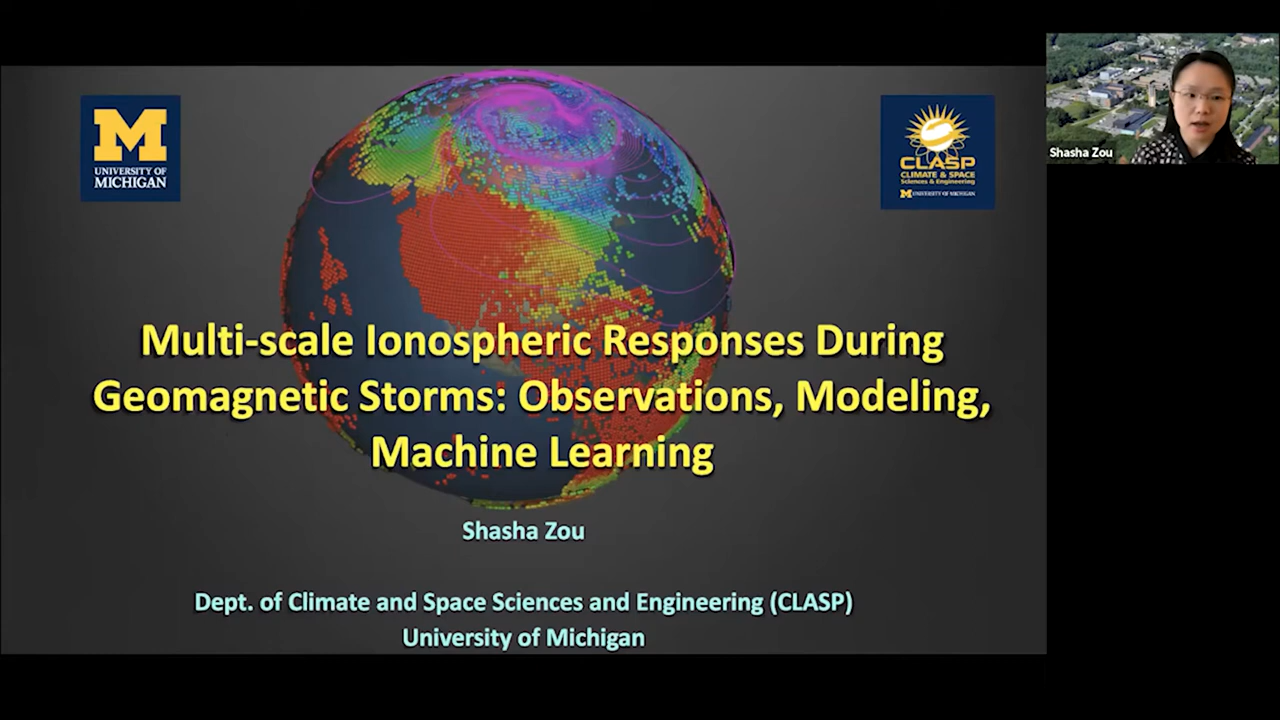 UNIVERSITY OF
MICHIGAN
CLASP
CLIMATE & SPACE
Sciences & Engineering
M UNIVERSITY OF MICHIGAN
Shasha Zou
Multi-scale Ionospheric Responses During
Geomagnetic Storms: Observations, Modeling,
Machine Learning
Shasha Zou
Dept. of Climate and Space Sciences and Engineering (CLASP)
University of Michigan